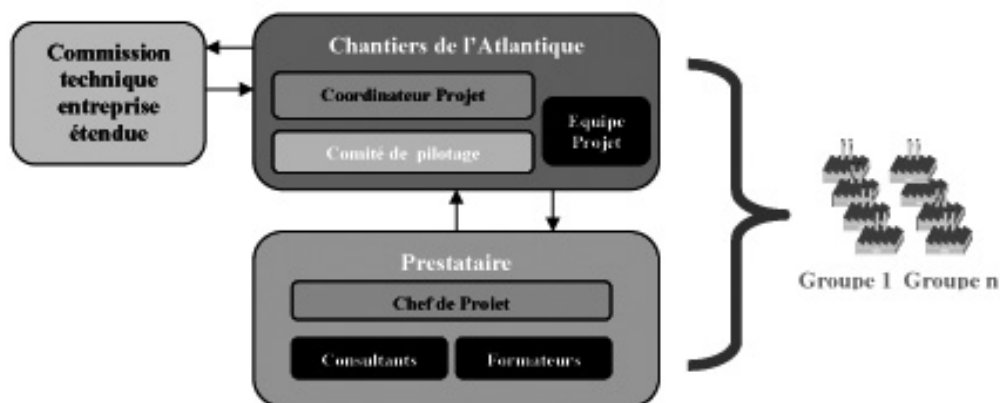 Commission
technique
entreprise
étendue
Chantiers de l'Atlantique
Coordinateur Projet
Comité de pilotage
Equipe
Projet
Prestataire
Chef de Projet
Consultants
Formateurs
Groupe 1 Groupe n